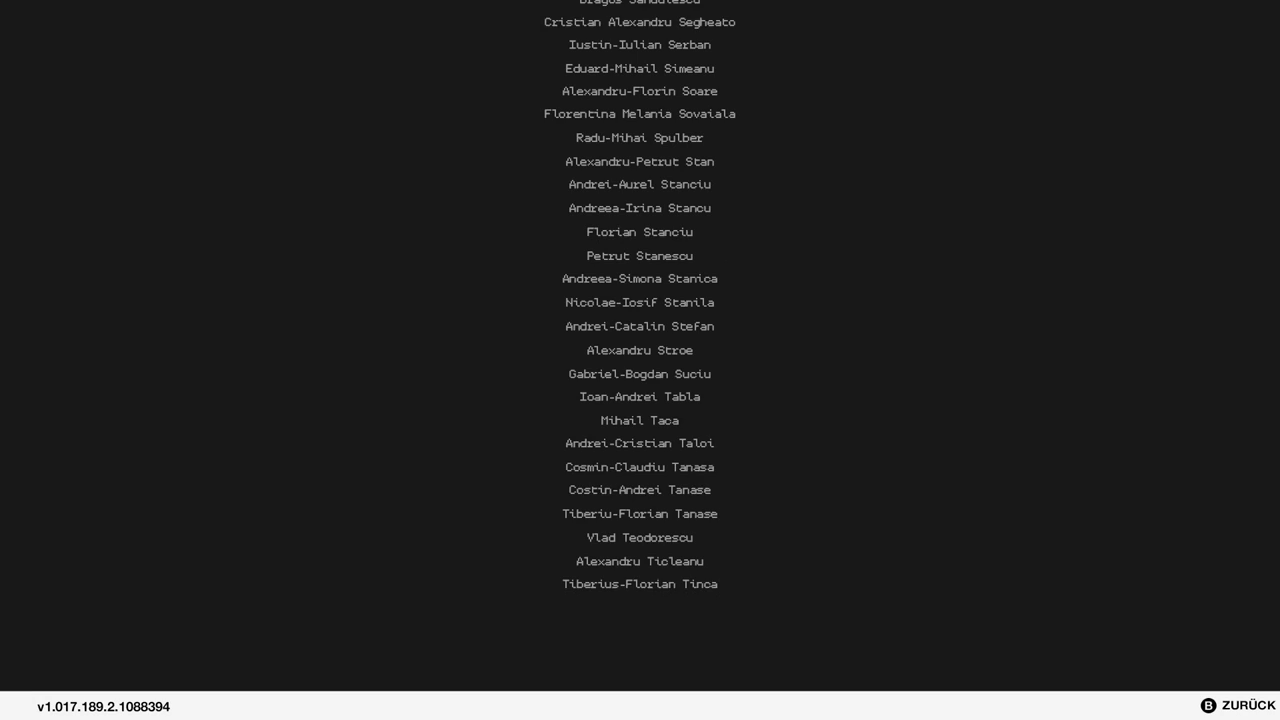 Dragos Sandulescu
Cristian Alexandru Segheato
Iustin-Iulian Serban
Eduard-Mihail Simeanu
Alexandru-Florin Soare
Florentina Melania Sovaiala
Radu-Mihai Spulber
Alexandru-Petrut Stan
Andrei-Aurel Stanciu
Andreea-Irina Stancu
Florian Stanciu
Petrut Stanescu
Andreea-Simona Stanica
Nicolae-Iosif Stanila
Andrei-Catalin Stefan
Alexandru Stroe
Gabriel-Bogdan Suciu
Ioan-Andrei Tabla
Mihail Taca
Andrei-Cristian Taloi
Cosmin-Claudiu Tanasa
Costin-Andrei Tanase
Tiberiu-Florian Tanase
Vlad Teodorescu
Alexandru Ticleanu
Tiberius-Florian Tinca
v1.017.189.2.1088394
B ZURÜCK